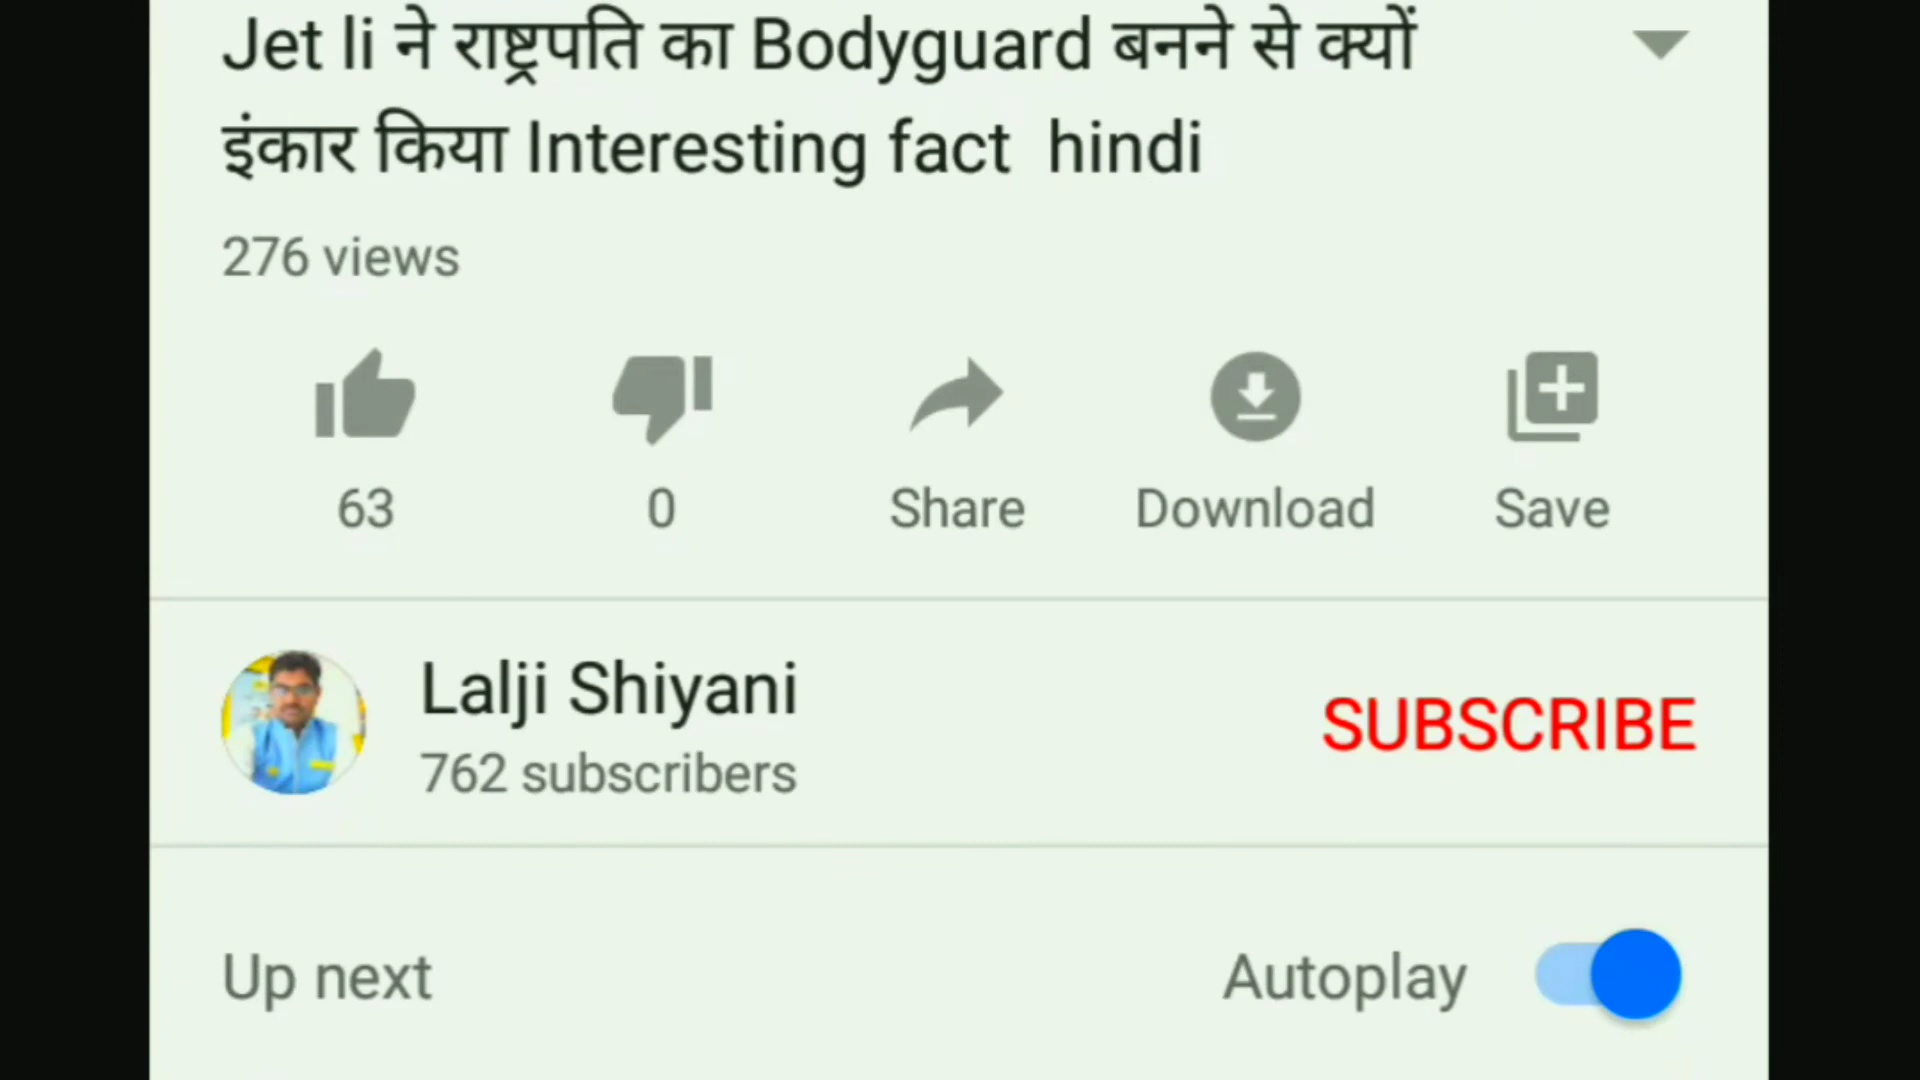 Jet li ने राष्ट्रपति का Bodyguard बनने से क्यों
इंकार किया Interesting fact hindi
276 views
63
0
Share
Download
Save
Lalji Shiyani
762 subscribers
SUBSCRIBE
Up next
Autoplay